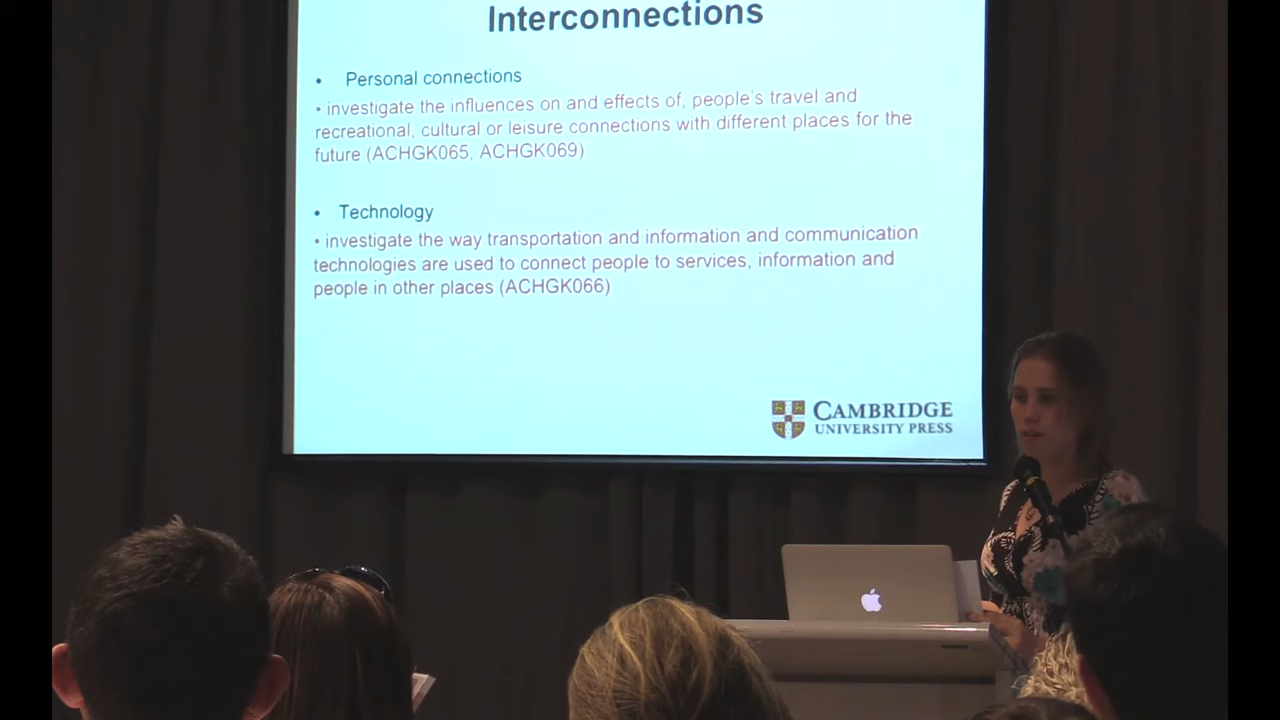 Interconnections
• Personal connections
• investigate the influences on and effects of, people's travel and
recreational, cultural or leisure connections with different places for the
future (ACHGK065, ACHGK069)
• Technology
• investigate the way transportation and information and communication
technologies are used to connect people to services, information and
people in other places (ACHGK066)
CAMBRIDGE
UNIVERSITY PRESS